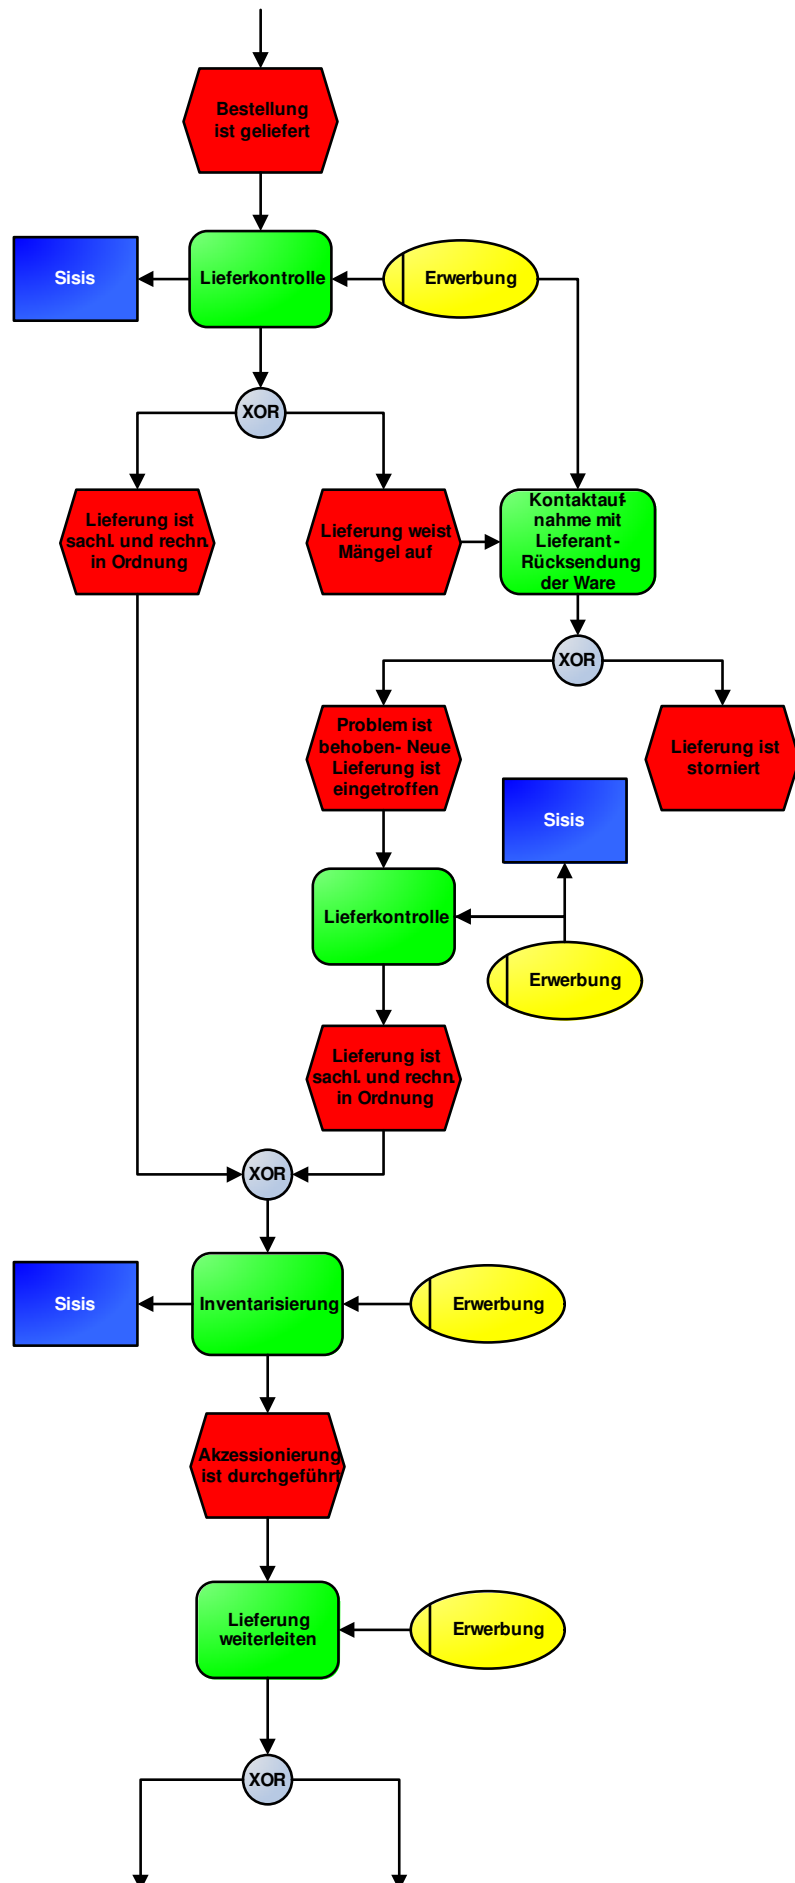 Bestellung
ist geliefert
Sisis
Lieferkontrolle
Erwerbung
XOR
Lieferung ist
sachl. und rechn.
in Ordnung
Lieferung weist
Mängel auf
Kontaktauf-
nahme mit
Lieferant -
Rücksendung
der Ware
XOR
Problem ist
behoben- Neue
Lieferung ist
eingetroffen
Lieferung ist
storniert
Sisis
Lieferkontrolle
Erwerbung
Lieferung ist
sachl. und rechn.
in Ordnung
XOR
Sisis
Inventarisierung
Erwerbung
Akzessionierung
ist durchgeführt
Lieferung
weiterleiten
Erwerbung
XOR